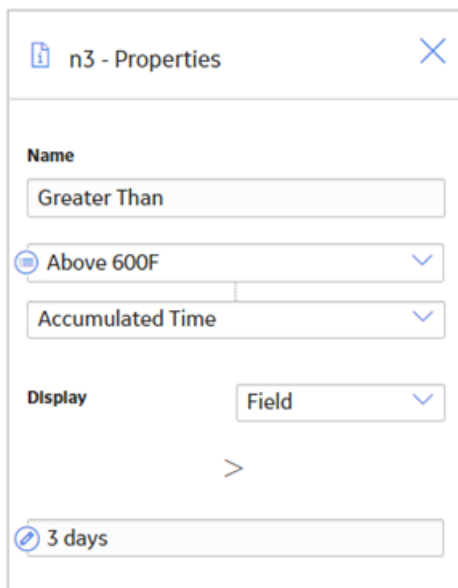 n3 - Properties
Name
Greater Than
Above 600F
Accumulated Time
Display Field
>
3 days